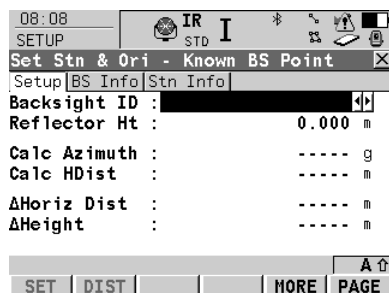 08:08
SETUP
IR
STD
I
Set Stn & Ori - Known BS Point X
Setup BS Info Stn Info
Backsight ID :
Reflector Ht : 0.000 m
Calc Azimuth : ----- g
Calc HDist : ----- m
ΔHoriz Dist : ----- m
ΔHeight : ----- m
A⇧
SET DIST MORE PAGE